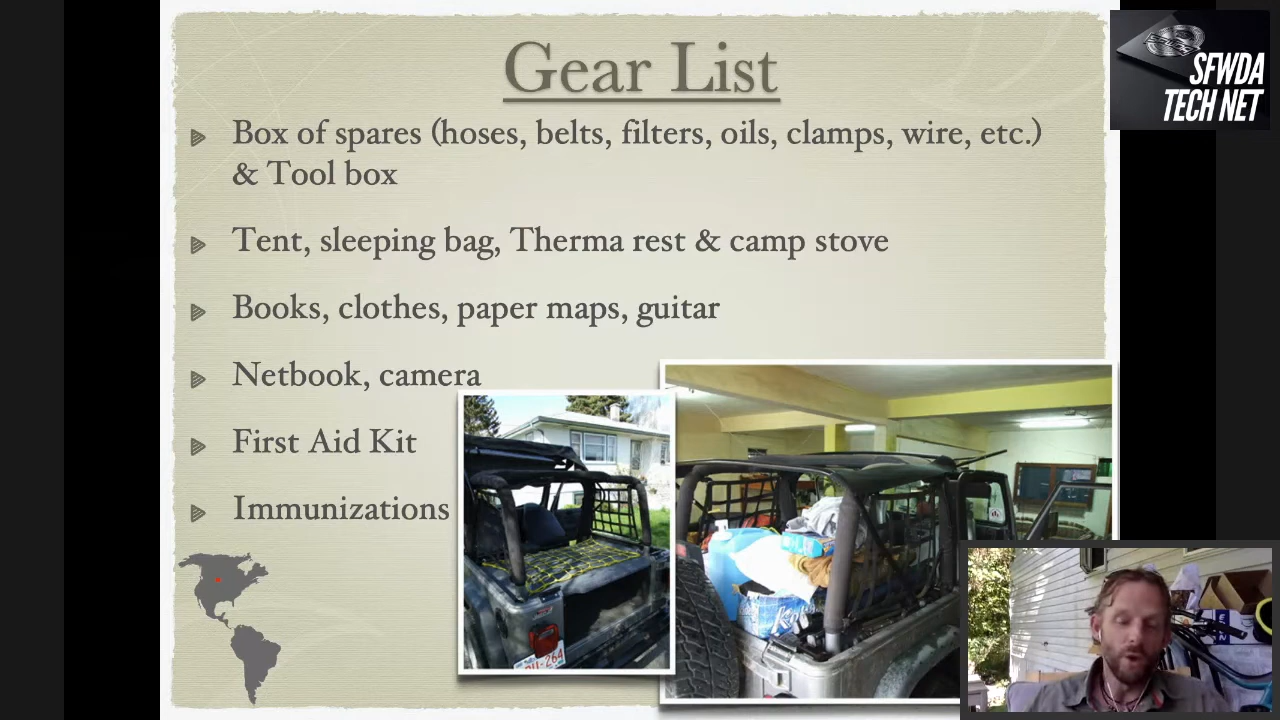 Gear List
SFWDA
TECH NET
Box of spares (hoses, belts, filters, oils, clamps, wire, etc.)
& Tool box
Tent, sleeping bag, Therma rest & camp stove
Books, clothes, paper maps, guitar
Netbook, camera
First Aid Kit
Immunizations